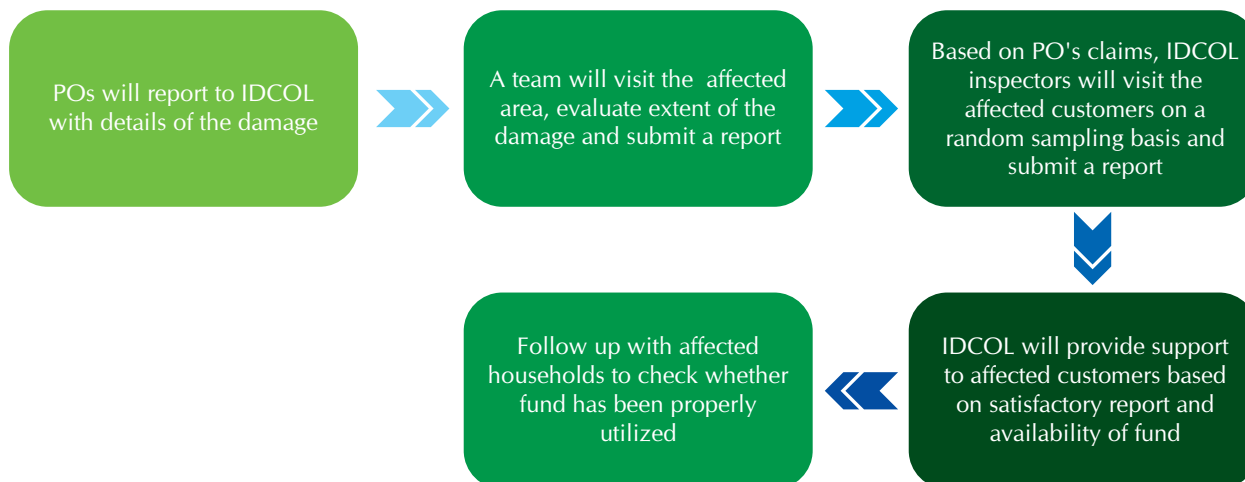 POs will report to IDCOL
with details of the damage
A team will visit the affected
area, evaluate extent of the
damage and submit a report
Based on PO's claims, IDCOL
inspectors will visit the
affected customers on a
random sampling basis and
submit a report
IDCOL will provide support
to affected customers based
on satisfactory report and
availability of fund
Follow up with affected
households to check whether
fund has been properly
utilized